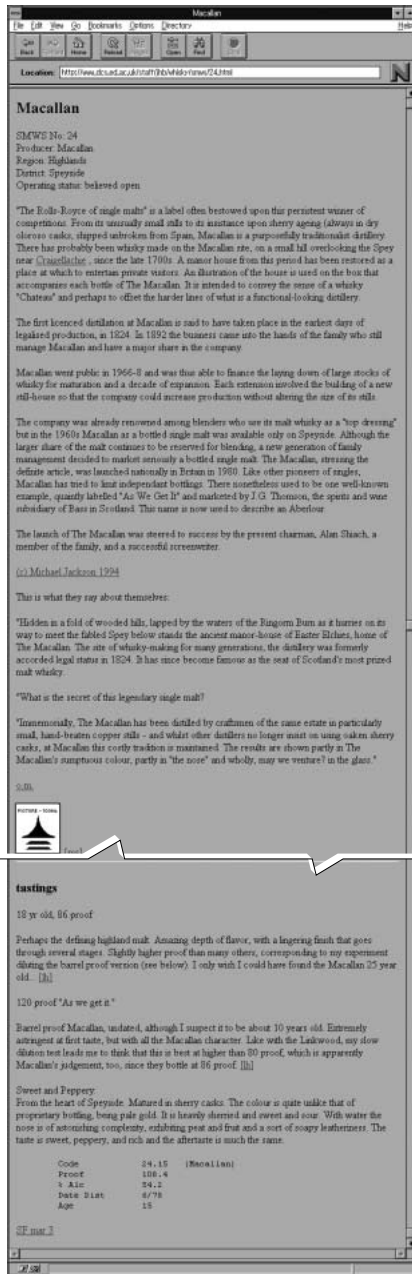 Macallan
File Edit View Go Bookmarks Options Directory Help
Back Home Reload Open Find
Location: http://www.dcs.ed.ac.uk/staff/jhb/whisky/smws/24.html
Macallan
SMWS No: 24
Producer: Macallan
Region: Highlands
District: Speyside
Operating status: believed open
"The Rolls-Royce of single malts" is a label often bestowed upon this persistent winner of
competitions. From its unusually small stills to its insistance upon sherry ageing (always in dry
oloroso casks, shipped unbroken from Spain, Macallan is a purposefully traditionalist distillery.
There has probably been whisky made on the Macallan site, on a small hill overlooking the Spey
near Craigellachie , since the late 1700s. A manor house from this period has been restored as a
place at which to entertain private visitors. An illustration of the house is used on the box that
accompanies each bottle of The Macallan. It is intended to convey the sense of a whisky
"Chateau" and perhaps to offset the harder lines of what is a functional-looking distillery.
The first licenced distillation at Macallan is said to have taken place in the earliest days of
legalised production, in 1824. In 1892 the business came into the hands of the family who still
manage Macallan and have a major share in the company.
Macallan went public in 1966-8 and was thus able to finance the laying down of large stocks of
whisky for maturation and a decade of expansion. Each extension involved the building of a new
still-house so that the company could increase production without altering the size of its stills.
The company was already renowned among blenders who use its malt whisky as a "top dressing"
but in the 1960s Macallan as a bottled single malt was available only on Speyside. Although the
larger share of the malt continues to be reserved for blending, a new generation of family
management decided to market seriously a bottled single malt. The Macallan, stressing the
definite article, was launched nationally in Britain in 1980. Like other pioneers of singles,
Macallan has tried to limit independant bottlings. There nonetheless used to be one well-known
example, quaintly labelled "As We Get It" and marketed by J.G. Thomson, the spirits and wine
subsidiary of Bass in Scotland. This name is now used to describe an Aberlour.
The launch of The Macallan was steered to success by the present chairman, Alan Shiach, a
member of the family, and a successful screenwriter.
(c) Michael Jackson 1994
This is what they say about themselves:
"Hidden in a fold of wooded hills, lapped by the waters of the Ringorm Burn as it hurries on its
way to meet the fabled Spey below stands the ancient manor-house of Easter Elchies, home of
The Macallan. The site of whisky-making for many generations, the distillery was formerly
accorded legal status in 1824. It has since become famous as the seat of Scotland's most prized
malt whisky.
"What is the secret of this legendary single malt?
"Immemorially, The Macallan has been distilled by craftsmen of the same estate in particularly
small, hand-beaten copper stills - and whilst other distillers no longer insist on using oaken sherry
casks, at Macallan this costly tradition is maintained. The results are shown partly in The
Macallan's sumptuous colour, partly in "the nose" and wholly, may we venture? in the glass."
tastings
18 yr old, 86 proof
Perhaps the defining highland malt. Amazing depth of flavor, with a lingering finish that goes
through several stages. Slightly higher proof than many others, corresponding to my experiment
diluting the barrel proof version (see below). I only wish I could have found the Macallan 25 year
old... [lh]
120 proof "As we get it."
Barrel proof Macallan, undated, although I suspect it to be about 10 years old. Extremely
astringent at first taste, but with all the Macallan character. Like with the Linkwood, my slow
dilution test leads me to think that this is best at higher than 80 proof, which is apparently
Macallan's judgement, too, since they bottle at 86 proof. [lh]
Sweet and Peppery
From the heart of Speyside. Matured in sherry casks. The colour is quite unlike that of
proprietary bottling, being pale gold. It is heavily sherried and sweet and sour. With water the
nose is of astonishing complexity, exhibiting peat and fruit and a sort of soapy leatheriness. The
taste is sweet, peppery, and rich and the aftertaste is much the same.
Code 24.15 (Macallan)
Proof 108.4
% Alc 54.2
Date Dist 8/78
Age 15
SF mar 3